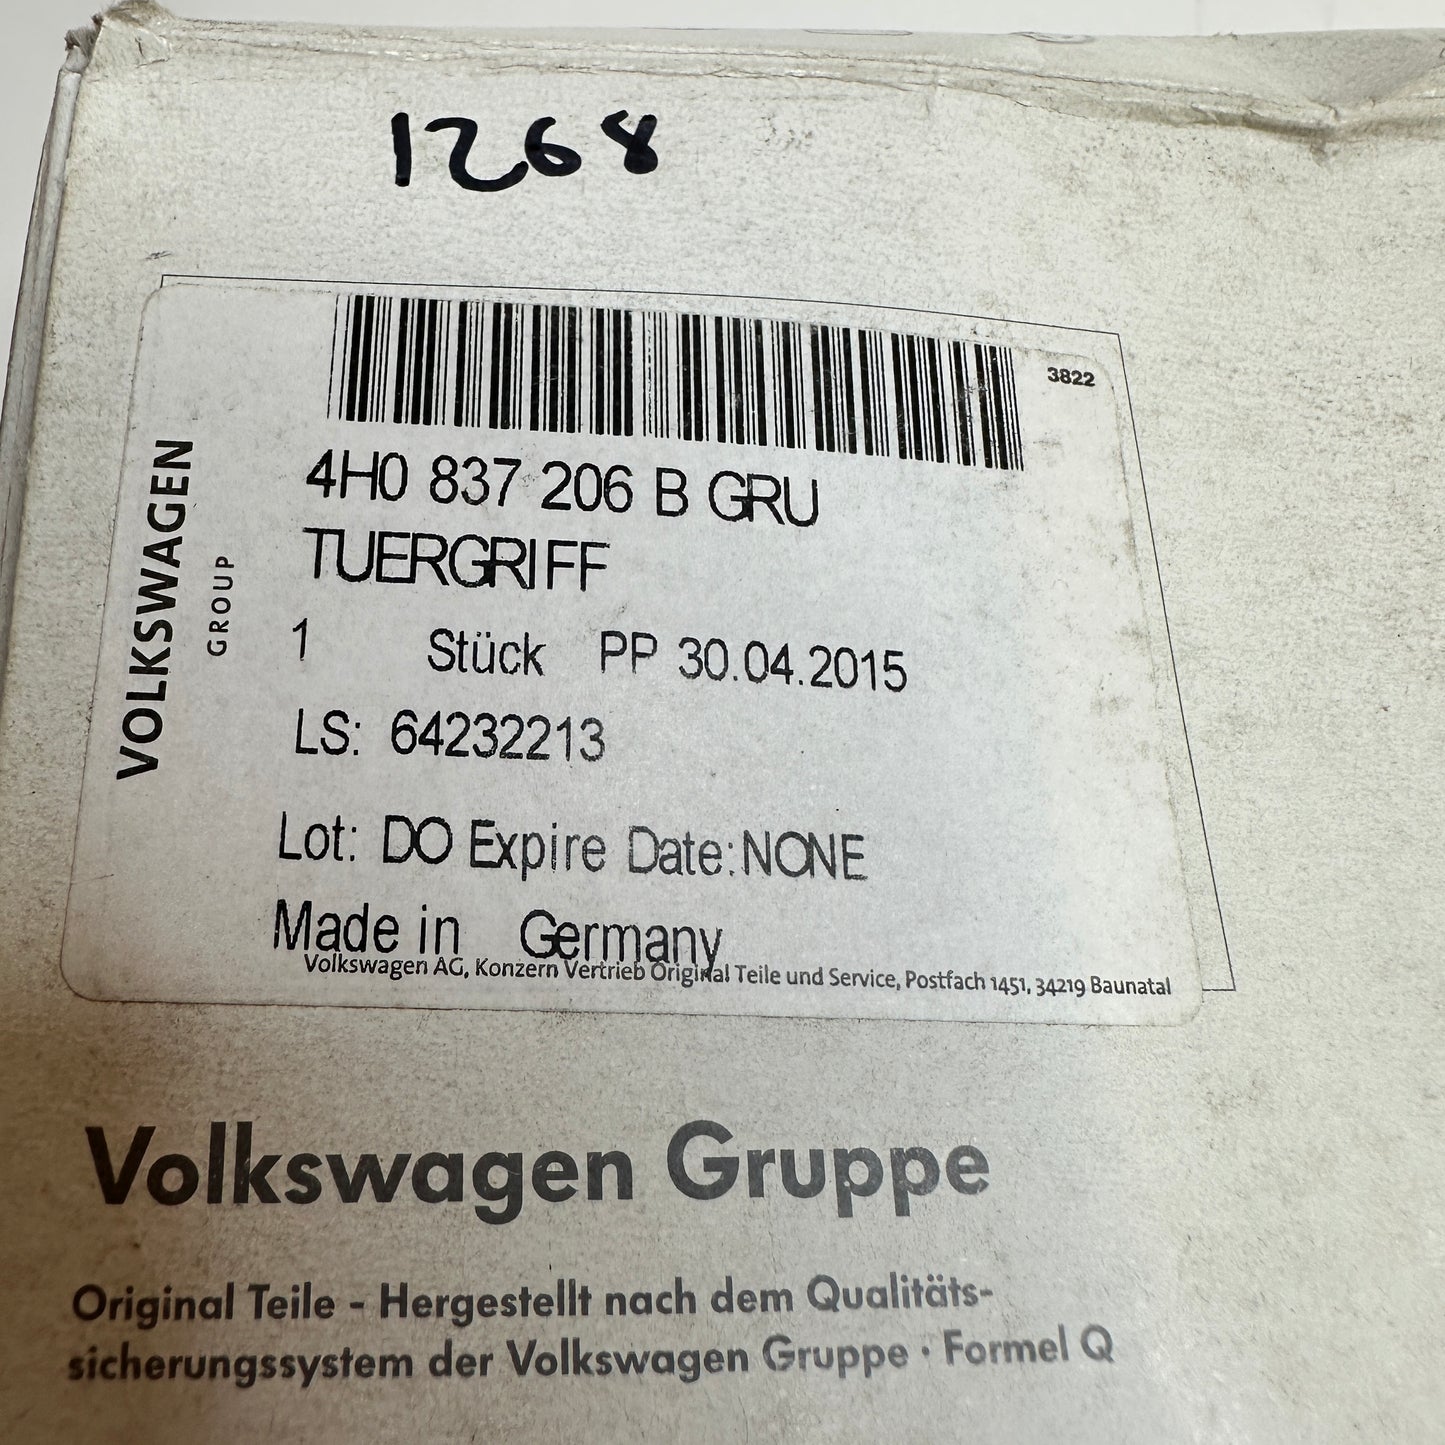 1268
3822
4H0 837 206 B GRU
TUERGRIFF
1 Stück PP 30.04.2015
LS: 64232213
Lot: DO Expire Date:NONE
Made in Germany
Volkswagen AG, Konzern Vertrieb Original Teile und Service, Postfach 1451, 34219 Baunatal
VOLKSWAGEN
GROUP
Volkswagen Gruppe
Original Teile - Hergestellt nach dem Qualitäts-
sicherungssystem der Volkswagen Gruppe · Formel Q